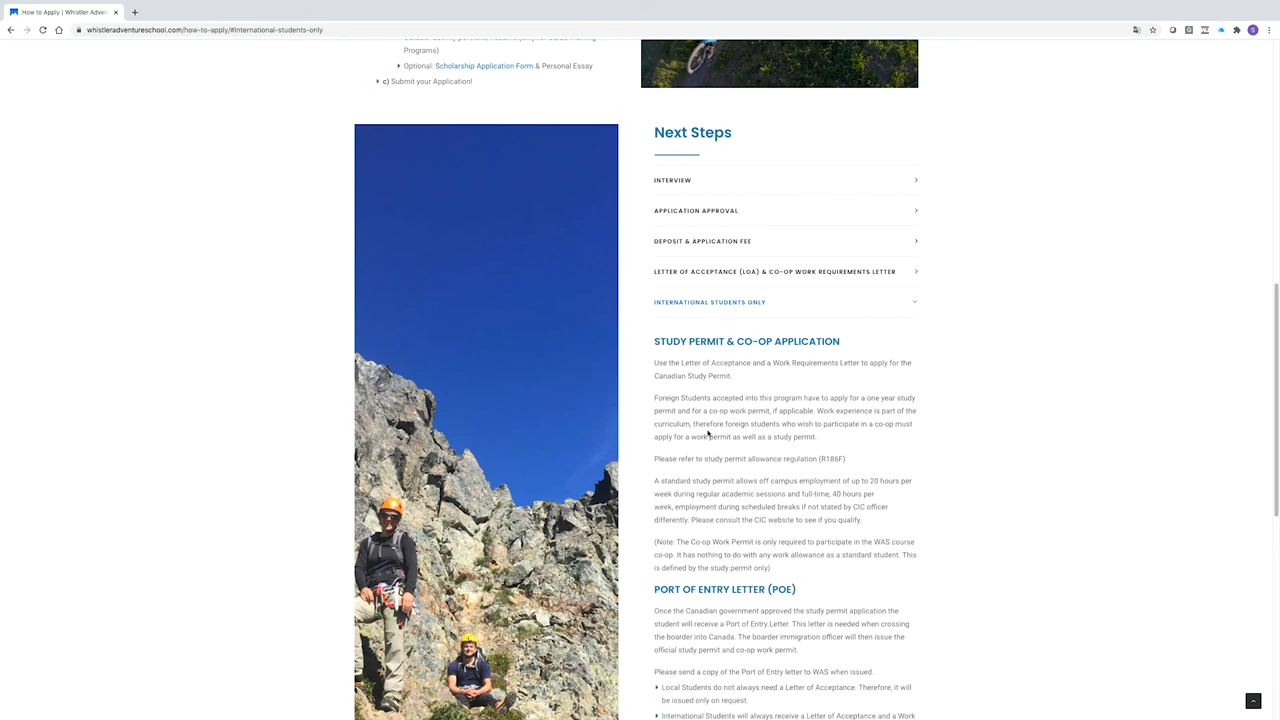 How to Apply | Whistler Adven
whistleradventureschool.com/how-to-apply/#international-students-only
S
Programs)
Optional: Scholarship Application Form & Personal Essay
c) Submit your Application!
Next Steps
INTERVIEW
APPLICATION APPROVAL
DEPOSIT & APPLICATION FEE
LETTER OF ACCEPTANCE (LOA) & CO-OP WORK REQUIREMENTS LETTER
INTERNATIONAL STUDENTS ONLY
STUDY PERMIT & CO-OP APPLICATION
Use the Letter of Acceptance and a Work Requirements Letter to apply for the
Canadian Study Permit.
Foreign Students accepted into this program have to apply for a one year study
permit and for a co-op work permit, if applicable. Work experience is part of the
curriculum, therefore foreign students who wish to participate in a co-op must
apply for a work permit as well as a study permit.
Please refer to study permit allowance regulation (R186F)
A standard study permit allows off campus employment of up to 20 hours per
week during regular academic sessions and full-time, 40 hours per
week, employment during scheduled breaks if not stated by CIC officer
differently. Please consult the CIC website to see if you qualify.
(Note: The Co-op Work Permit is only required to participate in the WAS course
co-op. It has nothing to do with any work allowance as a standard student. This
is defined by the study permit only)
PORT OF ENTRY LETTER (POE)
Once the Canadian government approved the study permit application the
student will receive a Port of Entry Letter. This letter is needed when crossing
the boarder into Canada. The boarder immigration officer will then issue the
official study permit and co-op work permit.
Please send a copy of the Port of Entry letter to WAS when issued.
Local Students do not always need a Letter of Acceptance. Therefore, it will
be issued only on request.
International Students will always receive a Letter of Acceptance and a Work